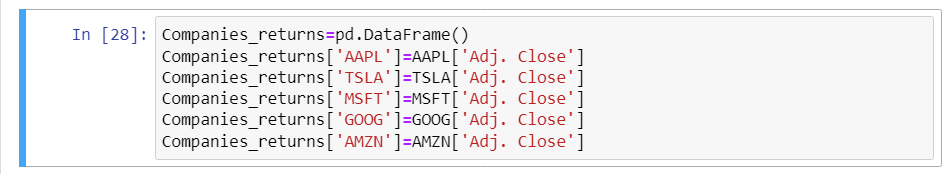 In [28]: Companies_returns=pd.DataFrame()
Companies_returns['AAPL']=AAPL['Adj. Close']
Companies_returns['TSLA']=TSLA['Adj. Close']
Companies_returns['MSFT']=MSFT['Adj. Close']
Companies_returns['GOOG']=GOOG['Adj. Close']
Companies_returns['AMZN']=AMZN['Adj. Close']